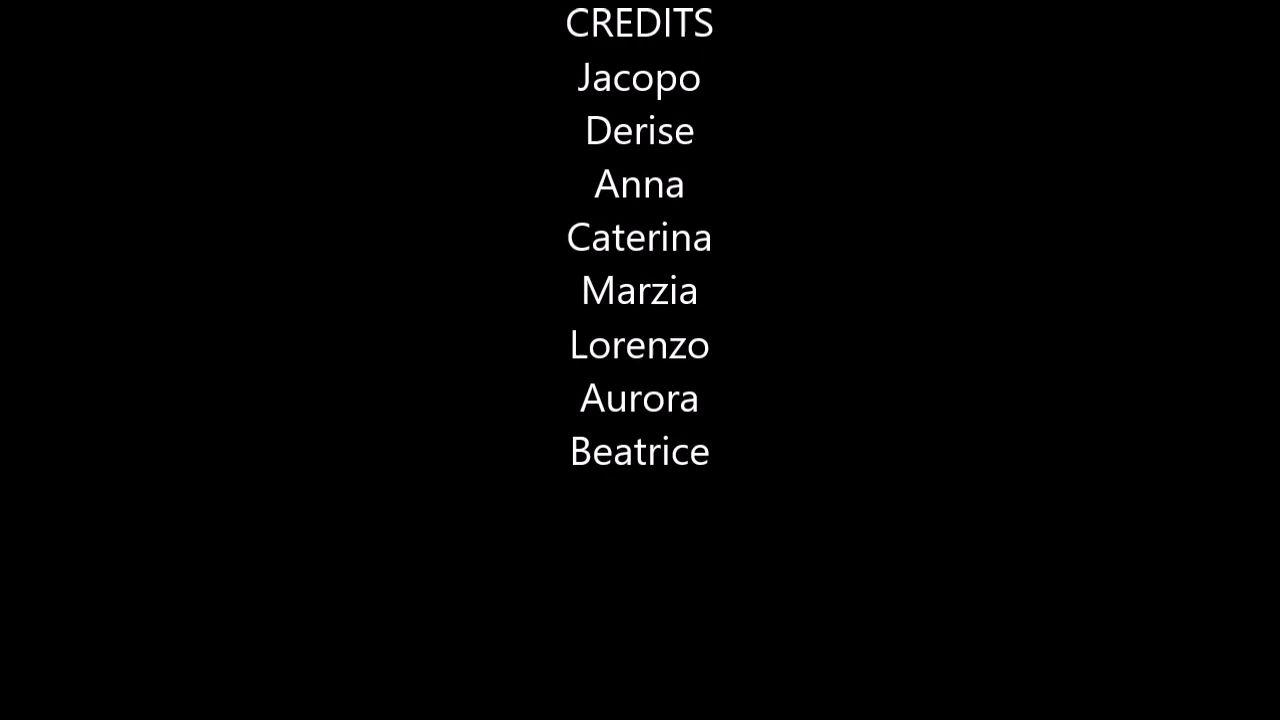 CREDITS
Jacopo
Derise
Anna
Caterina
Marzia
Lorenzo
Aurora
Beatrice